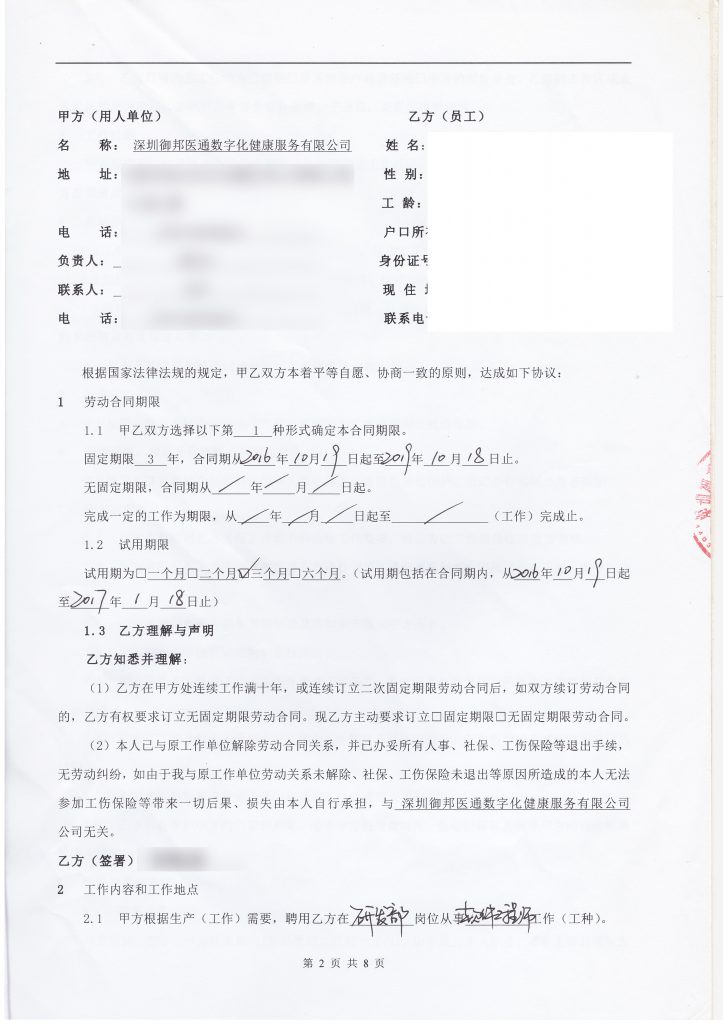 甲方（用人单位） 乙方（员工）
名 称： 深圳御邦医通数字化健康服务有限公司 姓 名：
地 址： 性 别：
工 龄：
电 话： 户口所
负责人： 身份证号
联系人： 现 住
电 话： 联系电
根据国家法律法规的规定，甲乙双方本着平等自愿、协商一致的原则，达成如下协议：
1 劳动合同期限
1.1 甲乙双方选择以下第 1 种形式确定本合同期限。
固定期限 3 年，合同期从2016年10月19日起至2019年10月18日止。
无固定期限，合同期从／年／月／日起。
完成一定的工作为期限，从／年／月／日起至／（工作）完成止。
1.2 试用期限
试用期为□一个月□二个月☑三个月□六个月。（试用期包括在合同期内，从2016年10月19日起
至2017年1月18日止）
1.3 乙方理解与声明
乙方知悉并理解：
（1）乙方在甲方处连续工作满十年，或连续订立二次固定期限劳动合同后，如双方续订劳动合同
的，乙方有权要求订立无固定期限劳动合同。现乙方主动要求订立□固定期限□无固定期限劳动合同。
（2）本人已与原工作单位解除劳动合同关系，并已办妥所有人事、社保、工伤保险等退出手续，
无劳动纠纷，如由于我与原工作单位劳动关系未解除、社保、工伤保险未退出等原因所造成的本人无法
参加工伤保险等带来一切后果、损失由本人自行承担，与 深圳御邦医通数字化健康服务有限公司
公司无关。
乙方（签署）
2 工作内容和工作地点
2.1 甲方根据生产（工作）需要，聘用乙方在研发部岗位从事软件工程师工作（工种）。
第 2 页 共 8 页